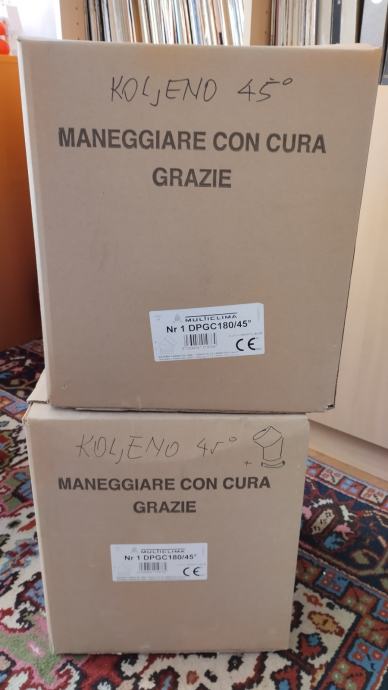 KOLJENO 45°
MANEGGIARE CON CURA
GRAZIE
MULTICLIMA
Nr 1 DPGC180/45°
CE
KOLJENO 45°
+
MANEGGIARE CON CURA
GRAZIE
MULTICLIMA
Nr 1 DPGC180/45°
CE